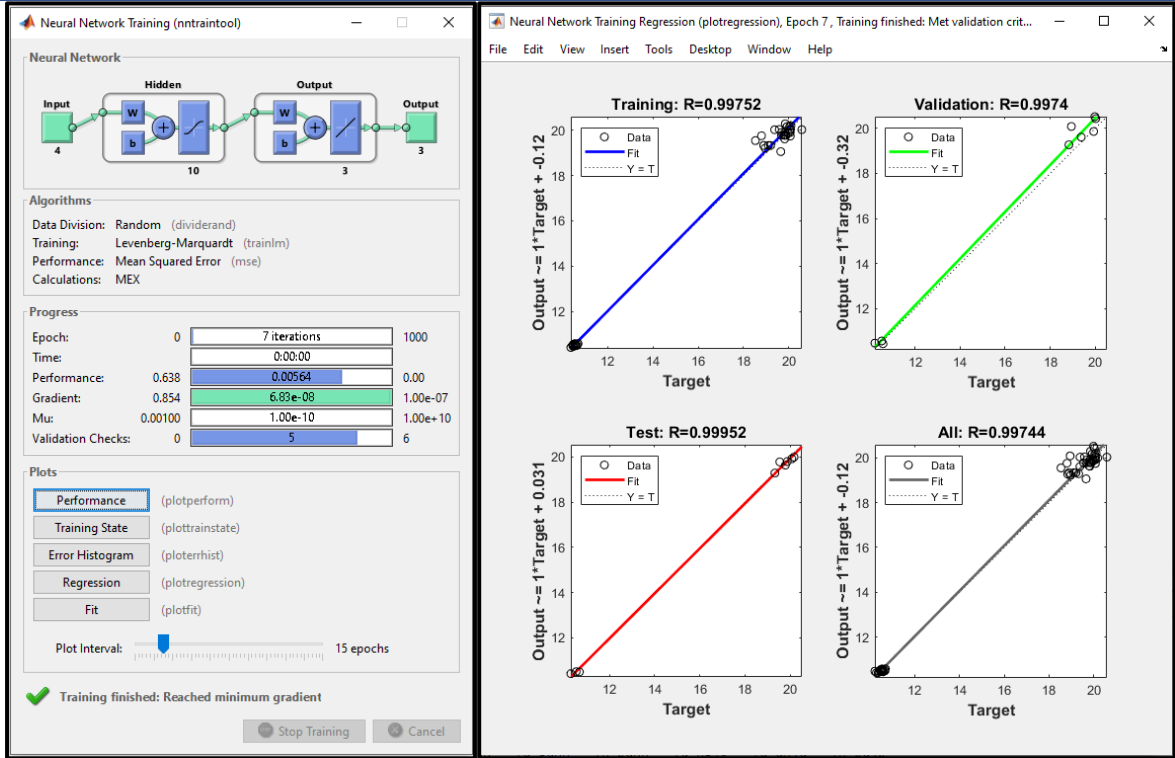 Neural Network Training (nntraintool)
Neural Network
Hidden
Output
Input
Output
W
b
W
b
4
10
3
3
Algorithms
Data Division: Random (dividerand)
Training: Levenberg-Marquardt (trainlm)
Performance: Mean Squared Error (mse)
Calculations: MEX
Progress
Epoch: 0 7 iterations 1000
Time: 0:00:00
Performance: 0.638 0.00564 0.00
Gradient: 0.854 6.83e-08 1.00e-07
Mu: 0.00100 1.00e-10 1.00e+10
Validation Checks: 0 5 6
Plots
Performance (plotperform)
Training State (plottrainstate)
Error Histogram (ploterrhist)
Regression (plotregression)
Fit (plotfit)
Plot Interval: 15 epochs
Training finished: Reached minimum gradient
Stop Training Cancel
Neural Network Training Regression (plotregression), Epoch 7 , Training finished: Met validation crit...
File Edit View Insert Tools Desktop Window Help
Training: R=0.99752
Output ~= 1*Target + -0.12
20
18
16
14
12
Data
Fit
Y = T
12 14 16 18 20
Target
Validation: R=0.9974
Output ~= 1*Target + -0.32
20
18
16
14
12
Data
Fit
Y = T
12 14 16 18 20
Target
Test: R=0.99952
Output ~= 1*Target + 0.031
20
18
16
14
12
Data
Fit
Y = T
12 14 16 18 20
Target
All: R=0.99744
Output ~= 1*Target + -0.12
20
18
16
14
12
Data
Fit
Y = T
12 14 16 18 20
Target